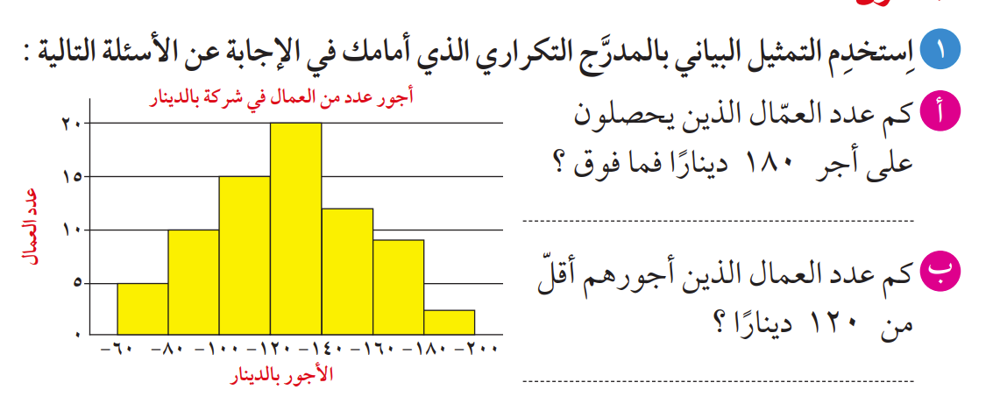 ١ اِستخدِم التمثيل البياني بالمدرَّج التكراري الذي أمامك في الإجابة عن الأسئلة التالية :
أ كم عدد العمّال الذين يحصلون
على أجر ١٨٠ دينارًا فما فوق ؟
ب كم عدد العمال الذين أجورهم أقلّ
من ١٢٠ دينارًا ؟
أجور عدد من العمال في شركة بالدينار
عدد العمال
٢٠
١٥
١٠
٥
٠
–٦٠ –٨٠ –١٠٠ –١٢٠ –١٤٠ –١٦٠ –١٨٠ –٢٠٠
الأجور بالدينار